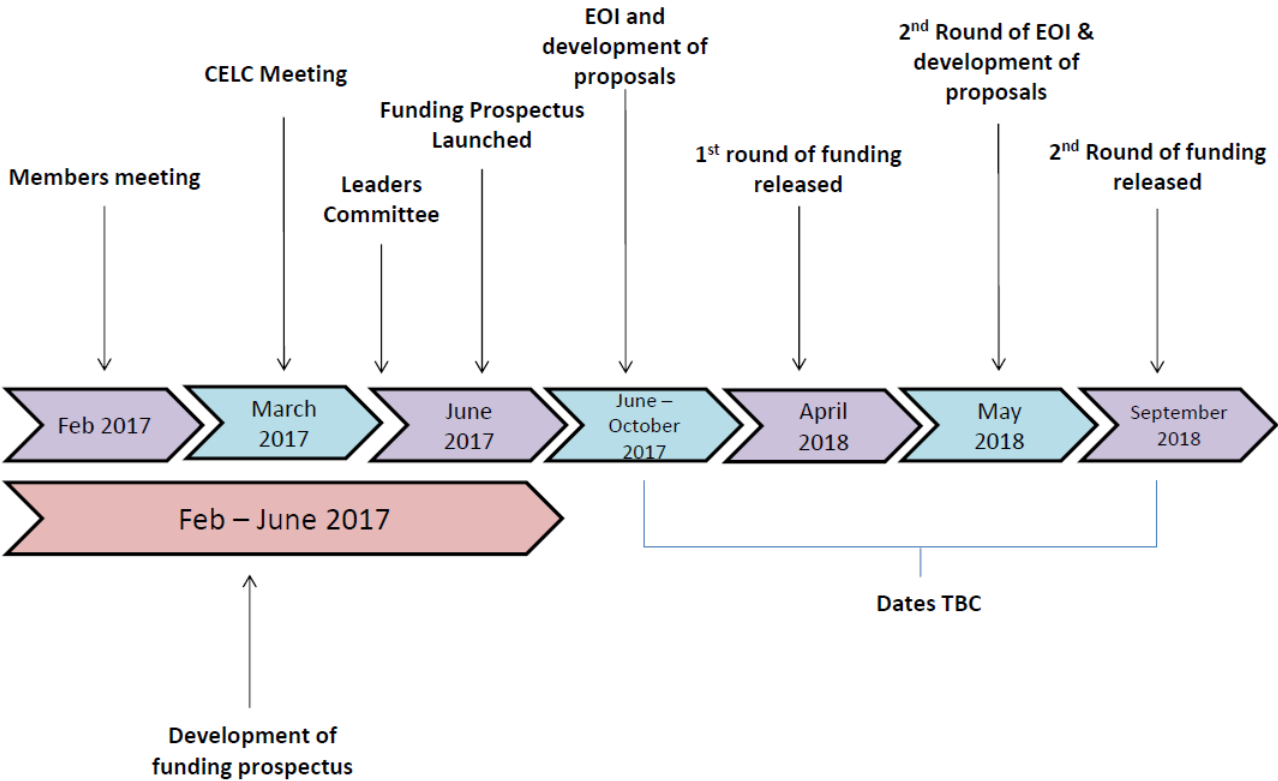 EOI and
development of
proposals
2nd Round of EOI &
development of
proposals
CELC Meeting
Funding Prospectus
Launched
1st round of funding
released
2nd Round of funding
released
Members meeting
Leaders
Committee
Feb 2017
March
2017
June
2017
June –
October
2017
April
2018
May
2018
September
2018
Feb – June 2017
Dates TBC
Development of
funding prospectus